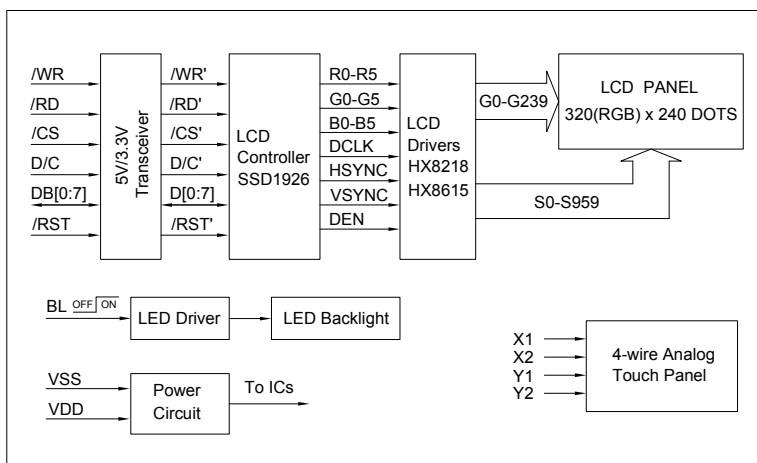 /WR
/RD
/CS
D/C
DB[0:7]
/RST
5V/3.3V
Transceiver
/WR'
/RD'
/CS'
D/C'
D[0:7]
/RST'
LCD
Controller
SSD1926
R0-R5
G0-G5
B0-B5
DCLK
HSYNC
VSYNC
DEN
LCD
Drivers
HX8218
HX8615
G0-G239
S0-S959
LCD PANEL
320(RGB) x 240 DOTS
BL OFF ON
LED Driver
LED Backlight
VSS
VDD
Power
Circuit
To ICs
X1
X2
Y1
Y2
4-wire Analog
Touch Panel